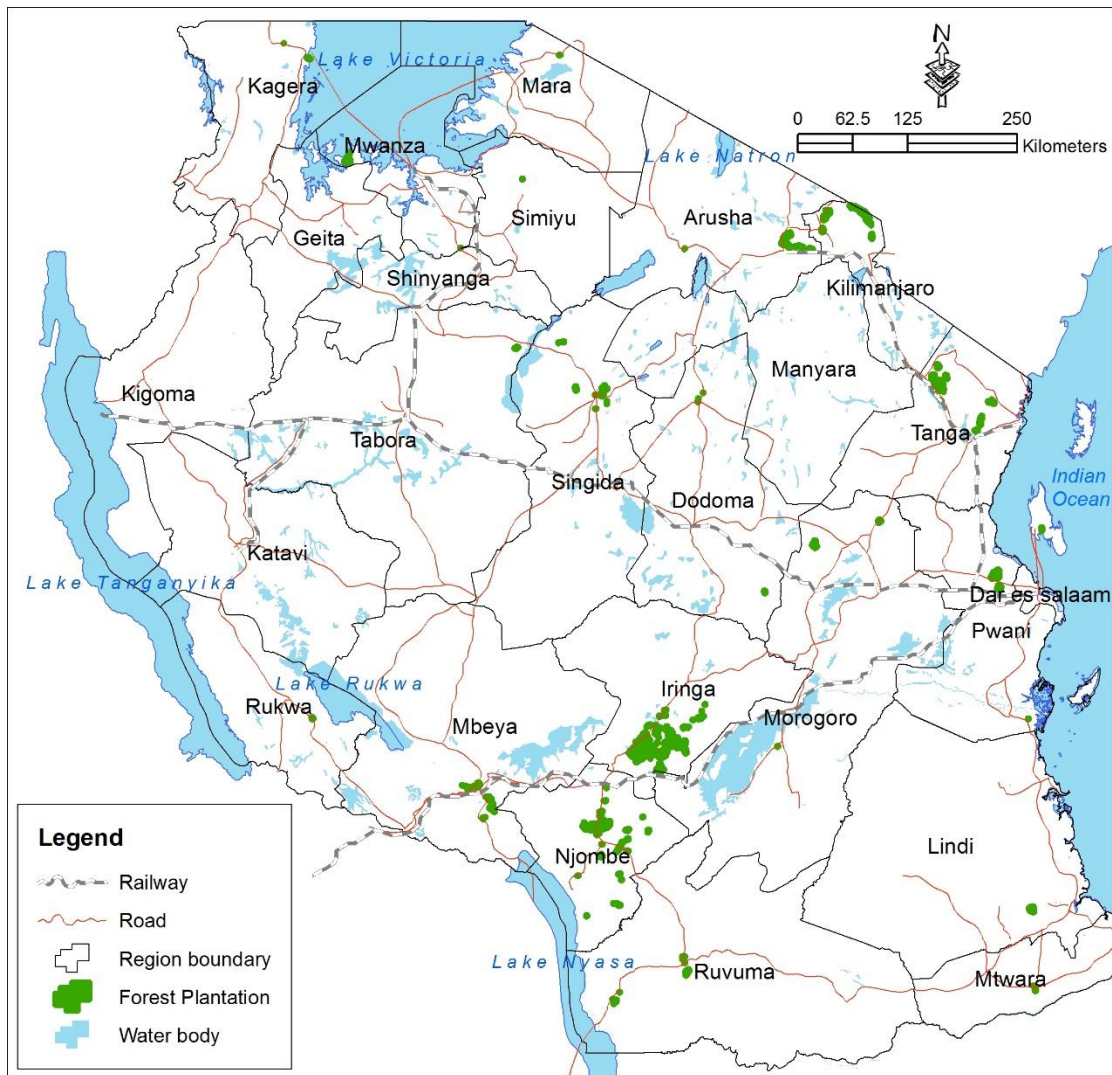 Lake Victoria
Kagera
Mara
N
0 62.5 125 250
Kilometers
Mwanza
Lake Natron
Simiyu
Arusha
Geita
Shinyanga
Kilimanjaro
Manyara
Kigoma
Tabora
Tanga
Singida
Dodoma
Indian
Ocean
Katavi
Lake Tanganyika
Dar es salaam
Pwani
Lake Rukwa
Rukwa
Iringa
Mbeya
Morogoro
Legend
Railway
Road
Region boundary
Forest Plantation
Water body
Njombe
Lindi
Lake Nyasa
Ruvuma
Mtwara